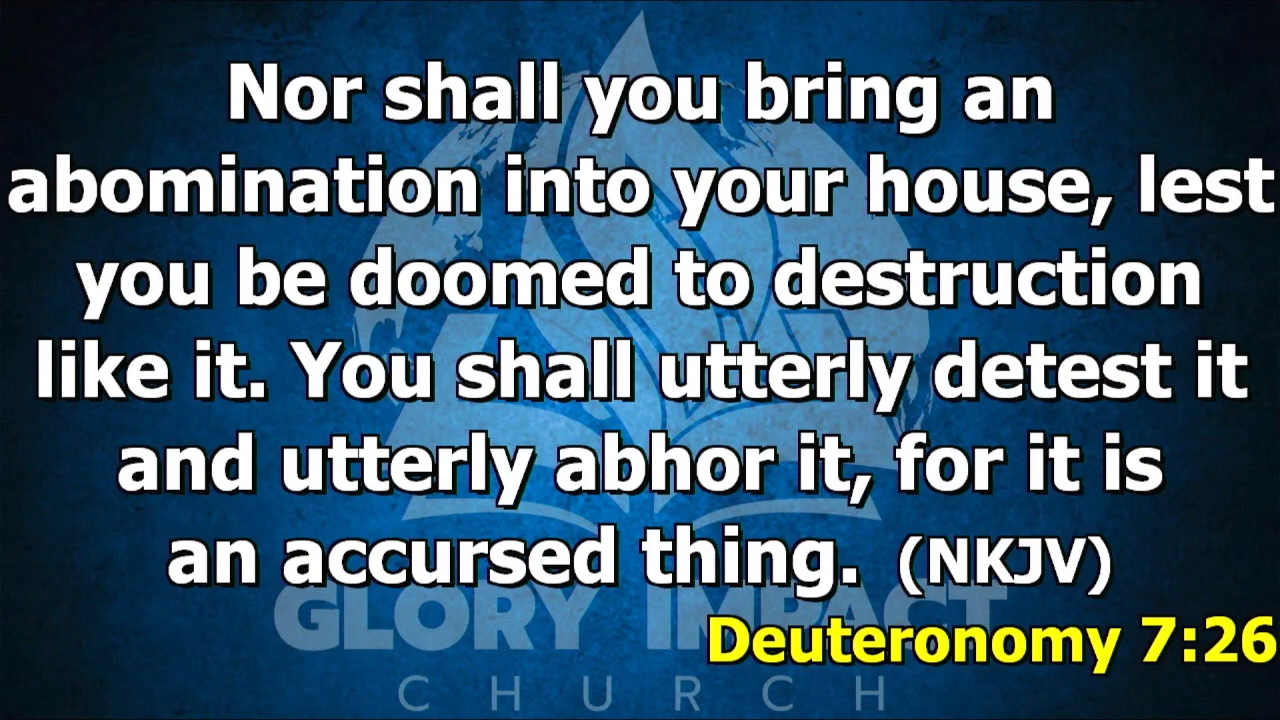 Nor shall you bring an
abomination into your house, lest
you be doomed to destruction
like it. You shall utterly detest it
and utterly abhor it, for it is
an accursed thing. (NKJV)
GLORY IMPACT
Deuteronomy 7:26
CHURCH